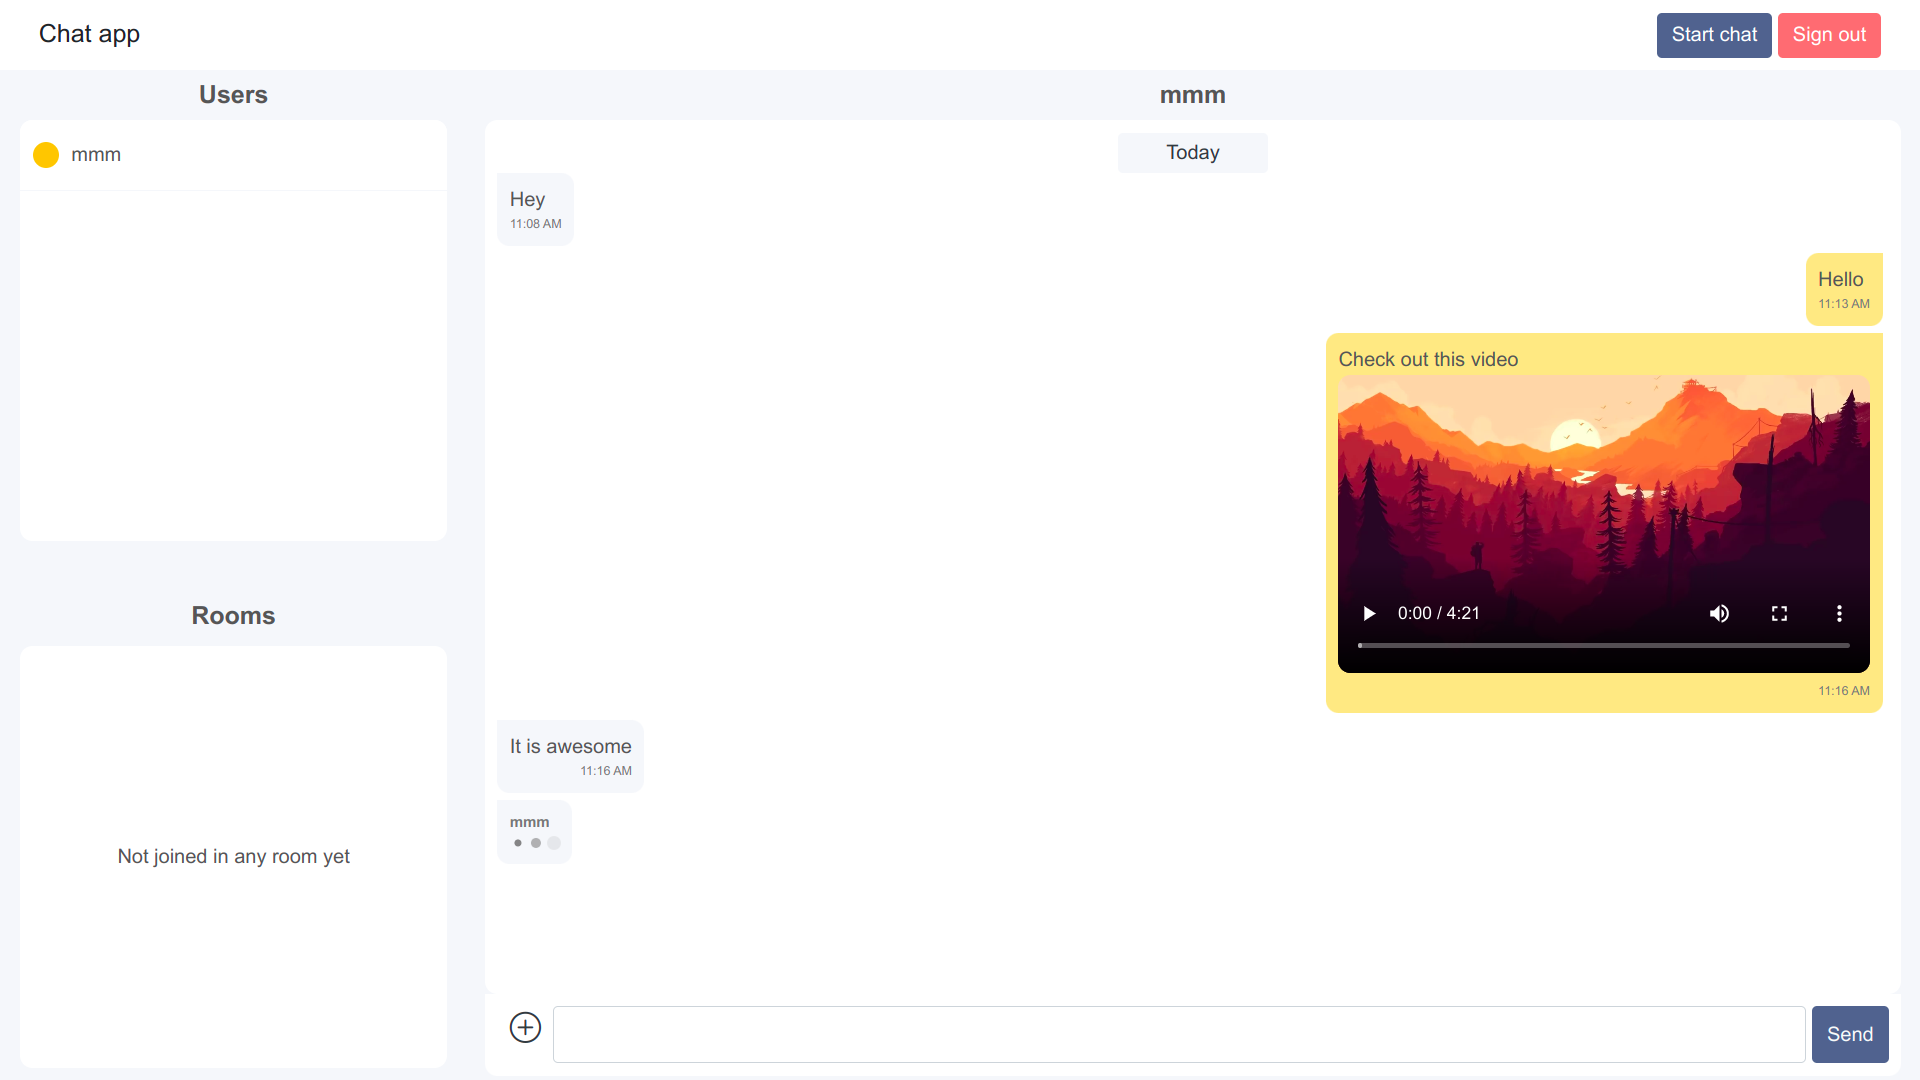 Chat app
Start chat
Sign out
Users
mmm
Rooms
Not joined in any room yet
mmm
Today
Hey
11:08 AM
Hello
11:13 AM
Check out this video
0:00 / 4:21
11:16 AM
It is awesome
11:16 AM
mmm
Send